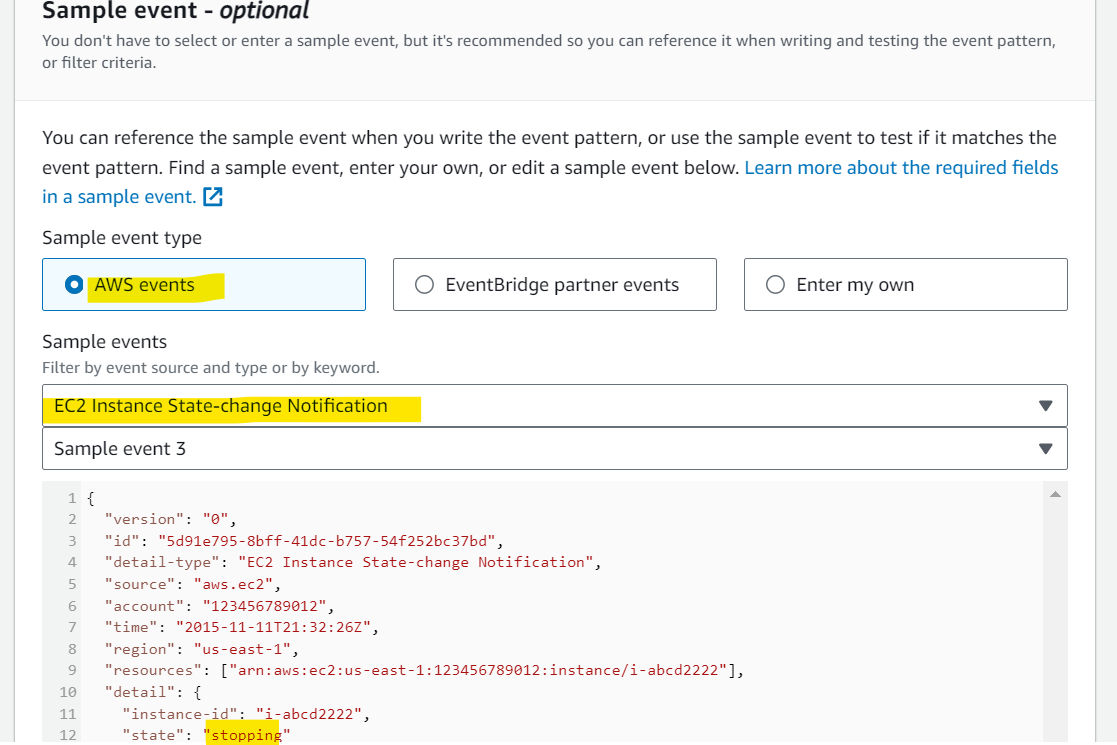 Sample event - optional
You don't have to select or enter a sample event, but it's recommended so you can reference it when writing and testing the event pattern,
or filter criteria.
You can reference the sample event when you write the event pattern, or use the sample event to test if it matches the
event pattern. Find a sample event, enter your own, or edit a sample event below. Learn more about the required fields
in a sample event.
Sample event type
AWS events
EventBridge partner events
Enter my own
Sample events
Filter by event source and type or by keyword.
EC2 Instance State-change Notification
Sample event 3
1 {
2 "version": "0",
3 "id": "5d91e795-8bff-41dc-b757-54f252bc37bd",
4 "detail-type": "EC2 Instance State-change Notification",
5 "source": "aws.ec2",
6 "account": "123456789012",
7 "time": "2015-11-11T21:32:26Z",
8 "region": "us-east-1",
9 "resources": ["arn:aws:ec2:us-east-1:123456789012:instance/i-abcd2222"],
10 "detail": {
11 "instance-id": "i-abcd2222",
12 "state": "stopping"